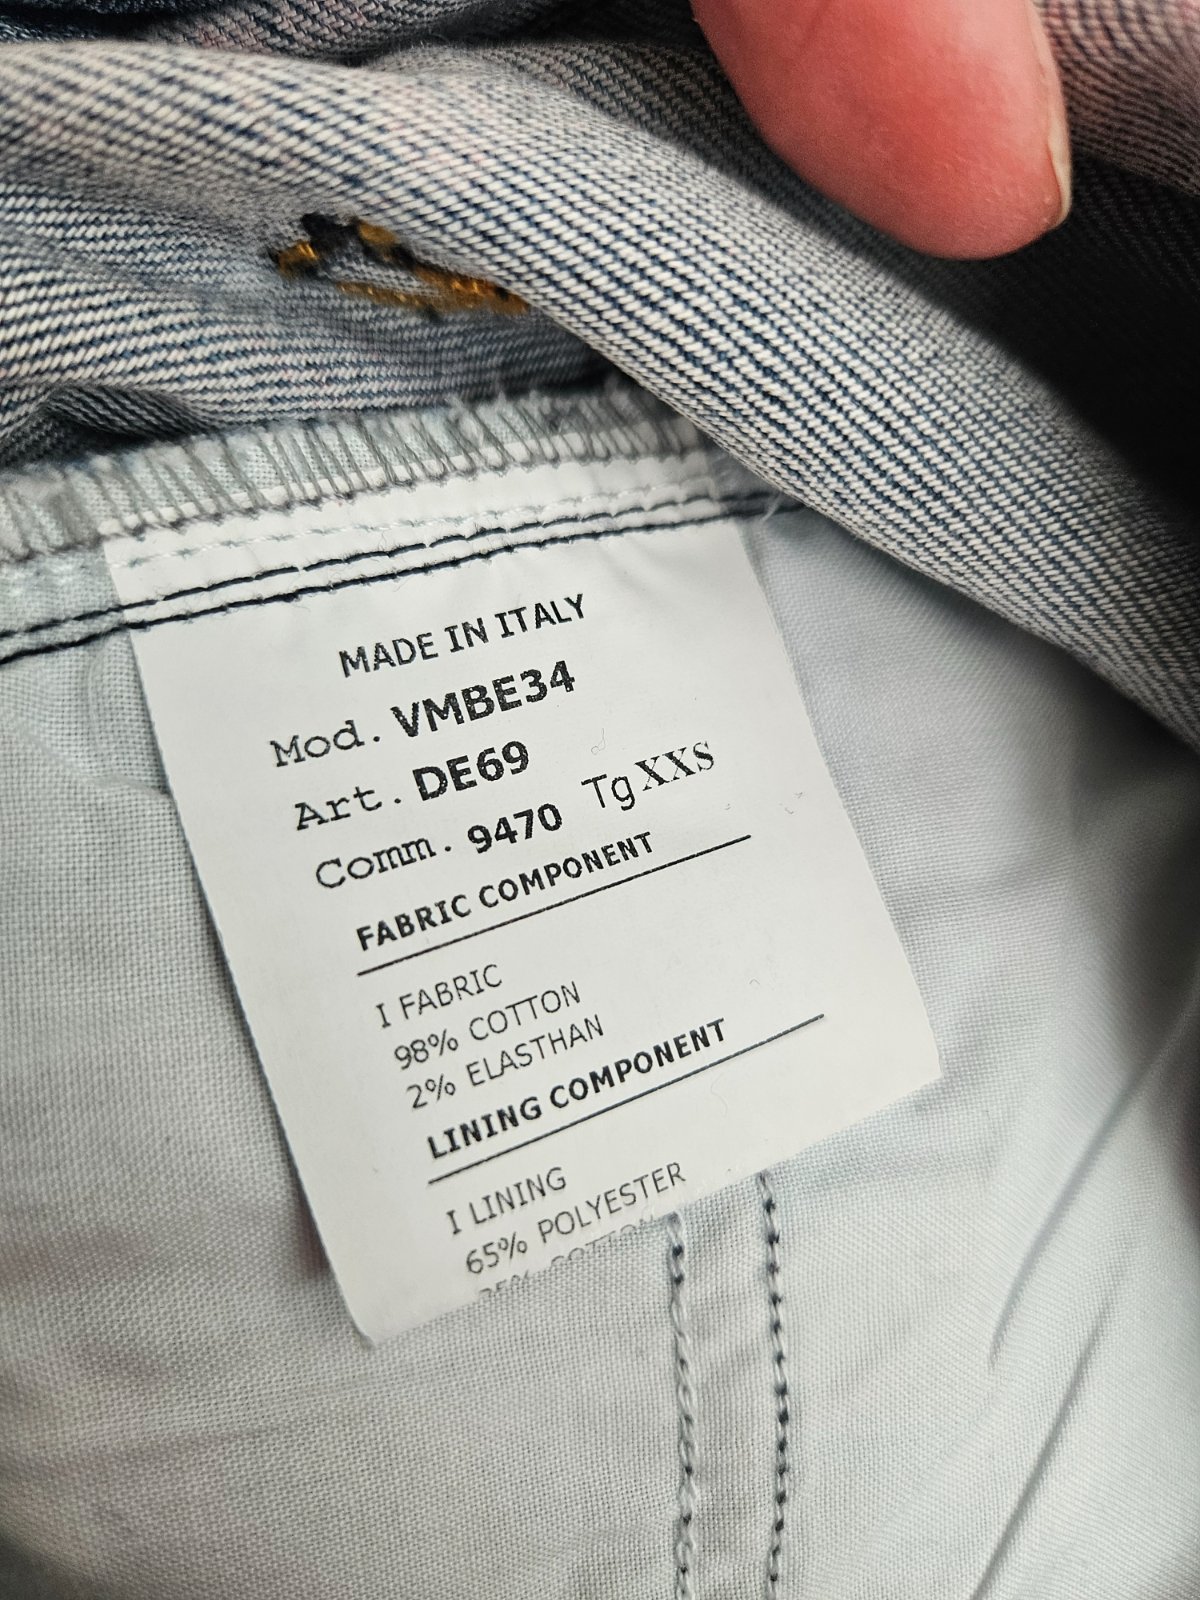 MADE IN ITALY
Mod. VMBE34
Art. DE69
Comm. 9470 Tg XXS
FABRIC COMPONENT
I FABRIC
98% COTTON
2% ELASTHAN
LINING COMPONENT
I LINING
65% POLYESTER
COTTON